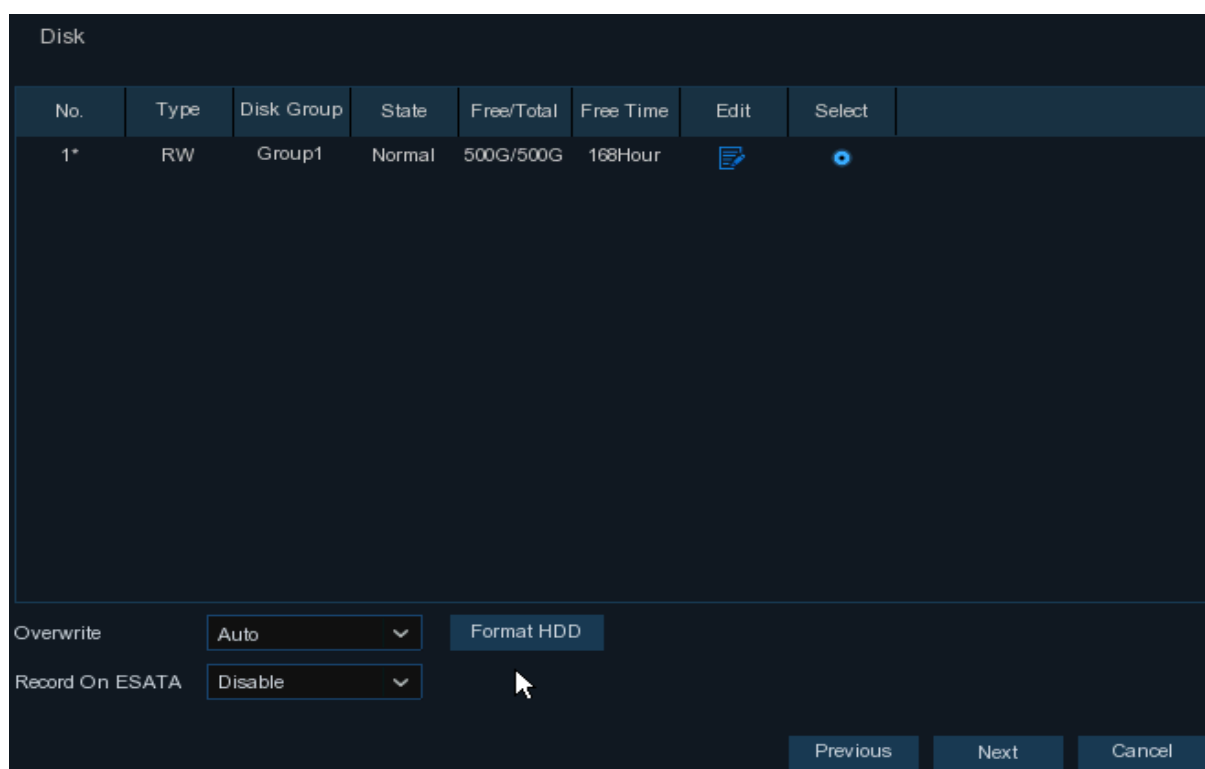 Disk
No. Type Disk Group State Free/Total Free Time Edit Select
1* RW Group1 Normal 500G/500G 168Hour
Overwrite Auto Format HDD
Record On ESATA Disable
Previous Next Cancel